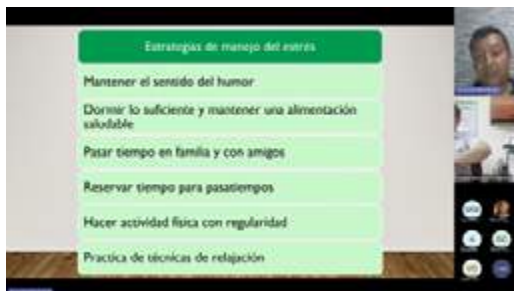 Estrategias de manejo del estrés
Mantener el sentido del humor
Dormir lo suficiente y mantener una alimentación
saludable
Pasar tiempo en familia y con amigos
Reservar tiempo para pasatiempos
Hacer actividad física con regularidad
Practica de técnicas de relajación